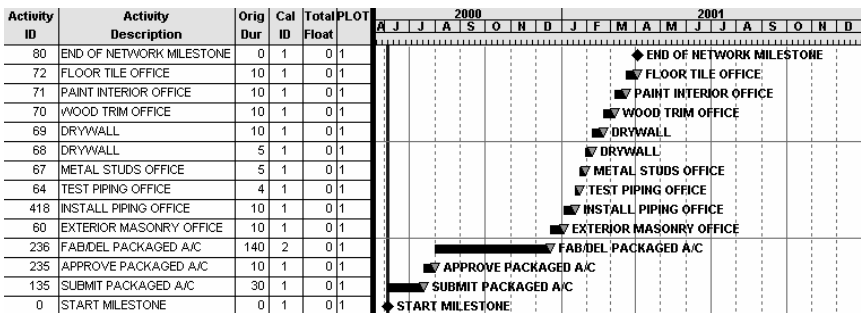 Activity Activity Orig Cal Total PLOT 2000 2001
ID Description Dur ID Float A J J A S O N D J F M A M J J A S O N D
80 END OF NETWORK MILESTONE 0 1 0 1 END OF NETWORK MILESTONE
72 FLOOR TILE OFFICE 10 1 0 1 FLOOR TILE OFFICE
71 PAINT INTERIOR OFFICE 10 1 0 1 PAINT INTERIOR OFFICE
70 WOOD TRIM OFFICE 10 1 0 1 WOOD TRIM OFFICE
69 DRYWALL 10 1 0 1 DRYWALL
68 DRYWALL 5 1 0 1 DRYWALL
67 METAL STUDS OFFICE 5 1 0 1 METAL STUDS OFFICE
64 TEST PIPING OFFICE 4 1 0 1 TEST PIPING OFFICE
418 INSTALL PIPING OFFICE 10 1 0 1 INSTALL PIPING OFFICE
60 EXTERIOR MASONRY OFFICE 10 1 0 1 EXTERIOR MASONRY OFFICE
236 FAB/DEL PACKAGED A/C 140 2 0 1 FAB/DEL PACKAGED A/C
235 APPROVE PACKAGED A/C 10 1 0 1 APPROVE PACKAGED A/C
135 SUBMIT PACKAGED A/C 30 1 0 1 SUBMIT PACKAGED A/C
0 START MILESTONE 0 1 0 1 START MILESTONE